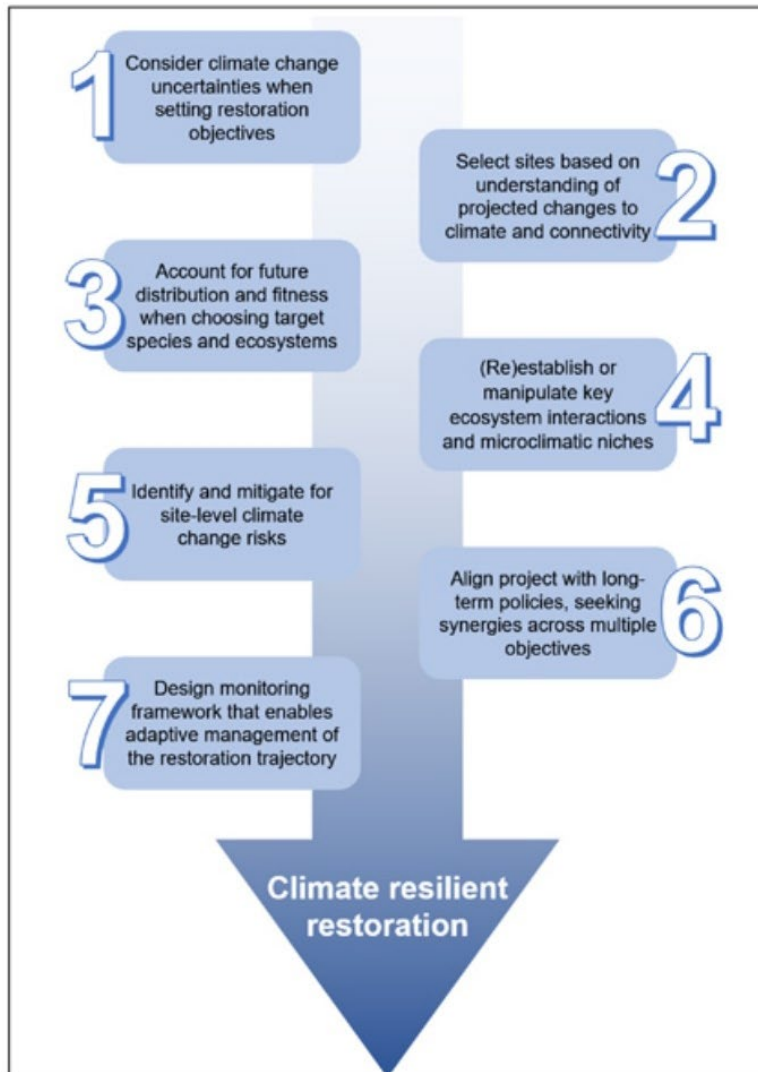 1
Consider climate change
uncertainties when
setting restoration
objectives
2
Select sites based on
understanding of
projected changes to
climate and connectivity
3
Account for future
distribution and fitness
when choosing target
species and ecosystems
4
(Re)establish or
manipulate key
ecosystem interactions
and microclimatic niches
5
Identify and mitigate for
site-level climate
change risks
6
Align project with long-
term policies, seeking
synergies across multiple
objectives
7
Design monitoring
framework that enables
adaptive management of
the restoration trajectory
Climate resilient
restoration